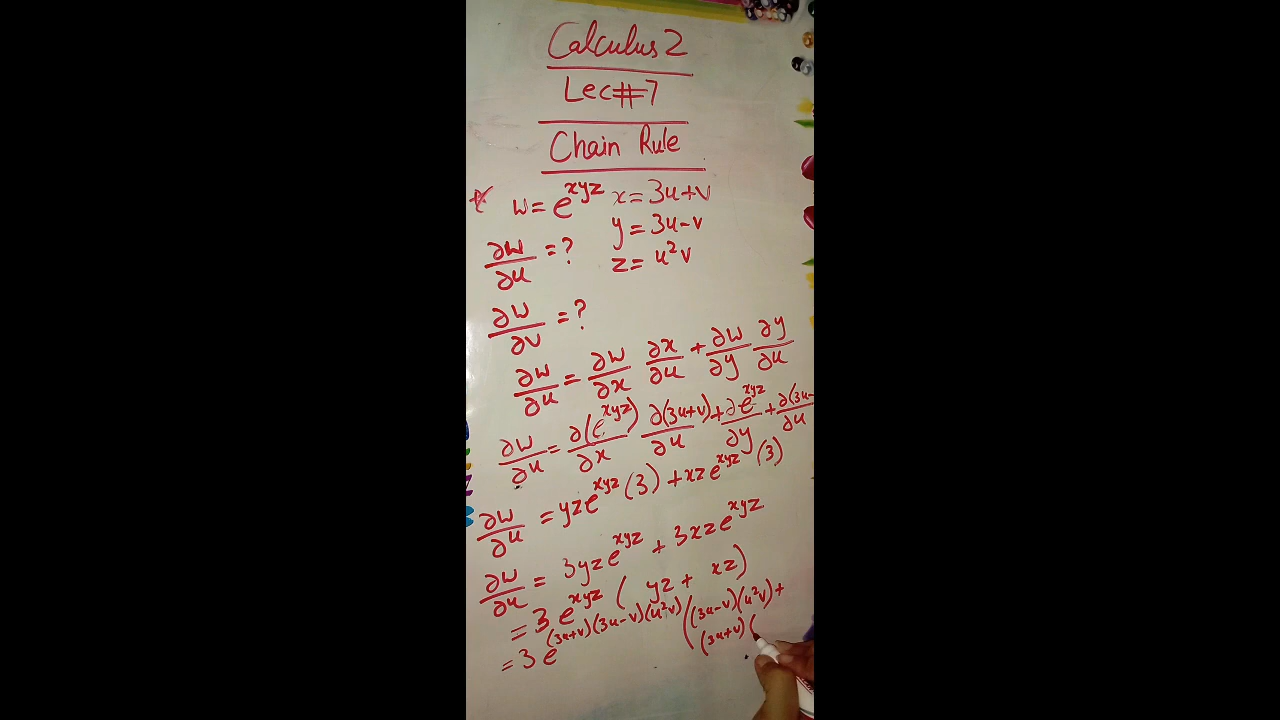 Calculus 2
Lec#7
Chain Rule
w = e^xyz x = 3u+v
y = 3u-v
∂w/∂u = ? z = u²v
∂w/∂v = ?
∂w/∂u = ∂w/∂x ∂x/∂u + ∂w/∂y ∂y/∂u
∂w/∂u = ∂(e^xyz)/∂x ∂(3u+v)/∂u + ∂e^xyz/∂y + ∂(3u-/∂u
∂w/∂u = yze^xyz (3) + xze^xyz (3)
∂w/∂u = 3yze^xyz + 3xze^xyz
∂w/∂u = 3e^xyz ( yz + xz)
= 3e^(3u+v)(3u-v)(u²v) ((3u-v)(u²v) +
(3u+v)(